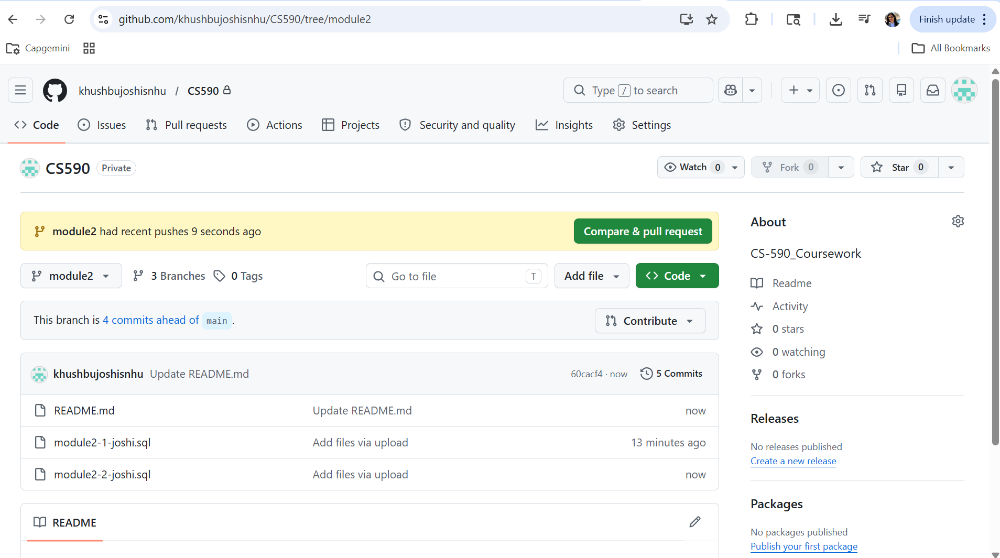 github.com/khushbujoshisnhu/CS590/tree/module2
Finish update
Capgemini
All Bookmarks
khushbujoshisnhu / CS590
Type / to search
Code
Issues
Pull requests
Actions
Projects
Security and quality
Insights
Settings
CS590 Private
Watch 0
Fork 0
Star 0
module2 had recent pushes 9 seconds ago
Compare & pull request
module2
3 Branches
0 Tags
Go to file
T
Add file
Code
This branch is 4 commits ahead of main .
Contribute
khushbujoshisnhu Update README.md
60cacf4 · now
5 Commits
README.md Update README.md now
module2-1-joshi.sql Add files via upload 13 minutes ago
module2-2-joshi.sql Add files via upload now
README
About
CS-590_Coursework
Readme
Activity
0 stars
0 watching
0 forks
Releases
No releases published
Create a new release
Packages
No packages published
Publish your first package